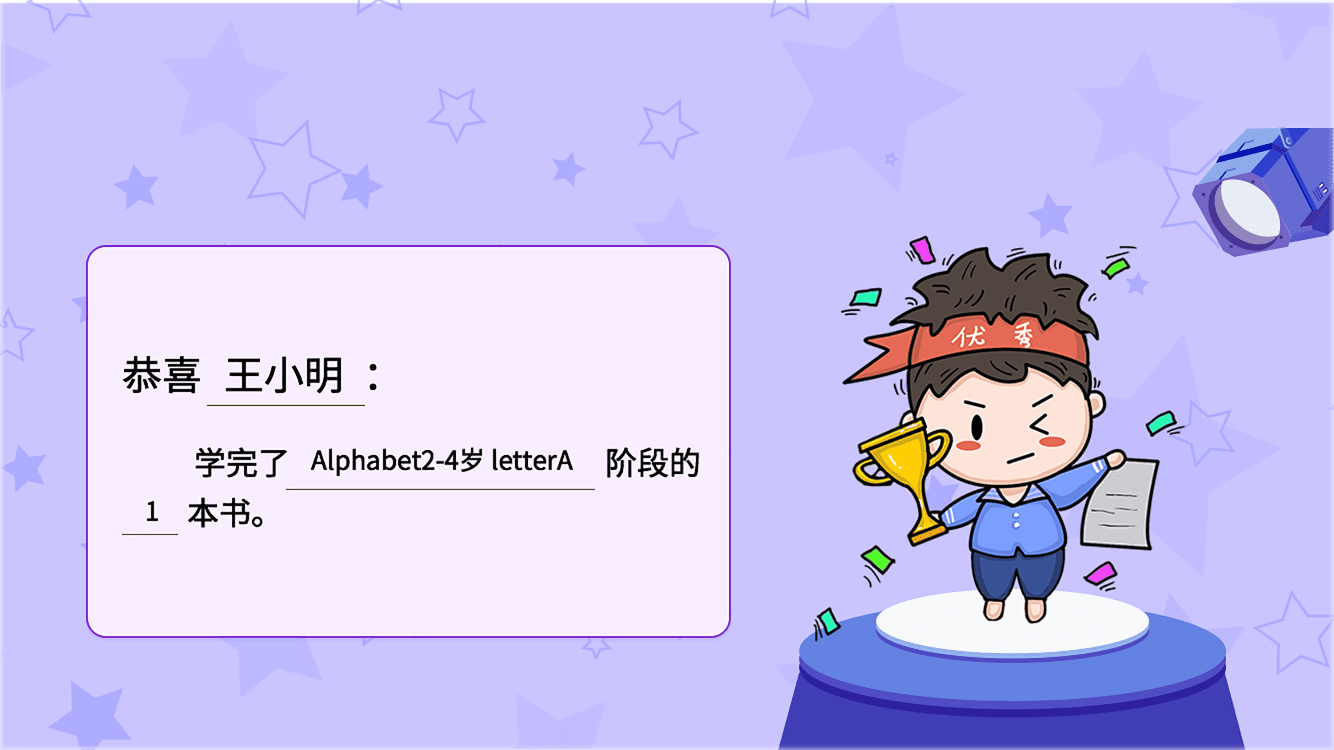 优秀
恭喜 王小明 ：
学完了 Alphabet2-4岁 letterA 阶段的
1 本书。